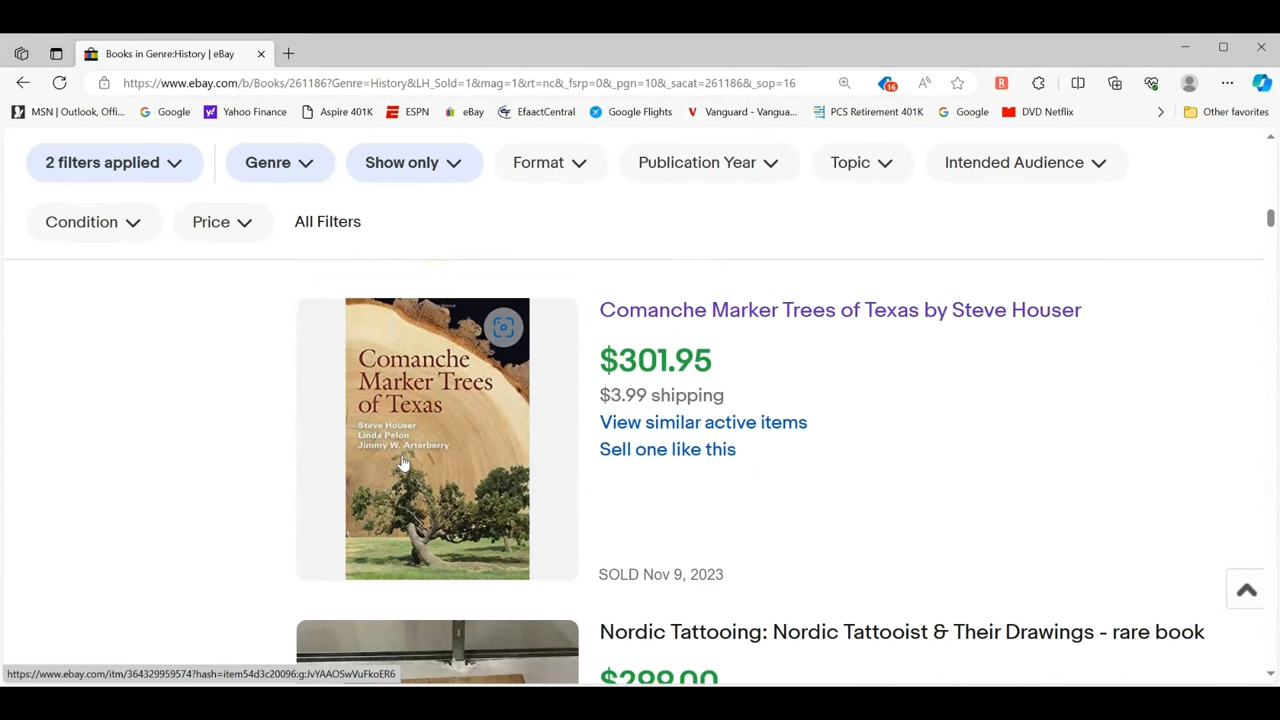 Books in Genre:History | eBay
https://www.ebay.com/b/Books/261186?Genre=History&LH_Sold=1&mag=1&rt=nc&_fsrp=0&_pgn=10&_sacat=261186&_sop=16
16
MSN | Outlook, Offi... Google Yahoo Finance Aspire 401K ESPN eBay EfaactCentral Google Flights Vanguard - Vangua... PCS Retirement 401K Google DVD Netflix Other favorites
2 filters applied Genre Show only Format Publication Year Topic Intended Audience
Condition Price All Filters
Comanche
Marker Trees
of Texas
Steve Houser
Linda Pelon
Jimmy W. Arterberry
Comanche Marker Trees of Texas by Steve Houser
$301.95
$3.99 shipping
View similar active items
Sell one like this
SOLD Nov 9, 2023
Nordic Tattooing: Nordic Tattooist & Their Drawings - rare book
$299.00
https://www.ebay.com/itm/364329959574?hash=item54d3c20096:g:JvYAAOSwVuFkoER6